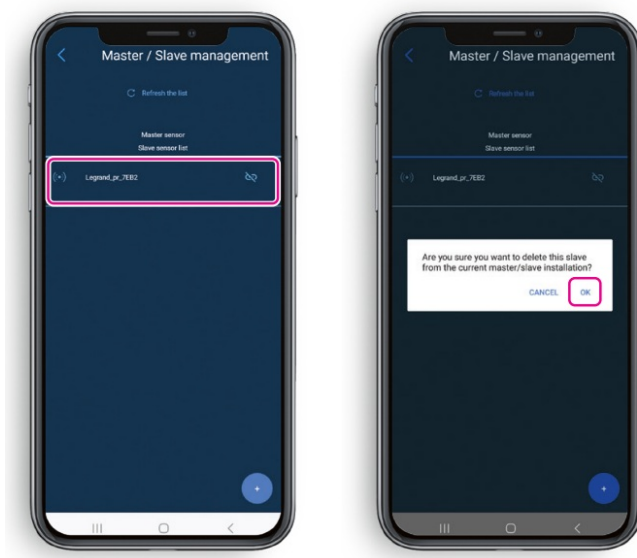 Master / Slave management
Refresh the list
Master sensor
Slave sensor list
Legrand_pr_7EB2
Master / Slave management
Refresh the list
Master sensor
Slave sensor list
Legrand_pr_7EB2
Are you sure you want to delete this slave
from the current master/slave installation?
CANCEL OK